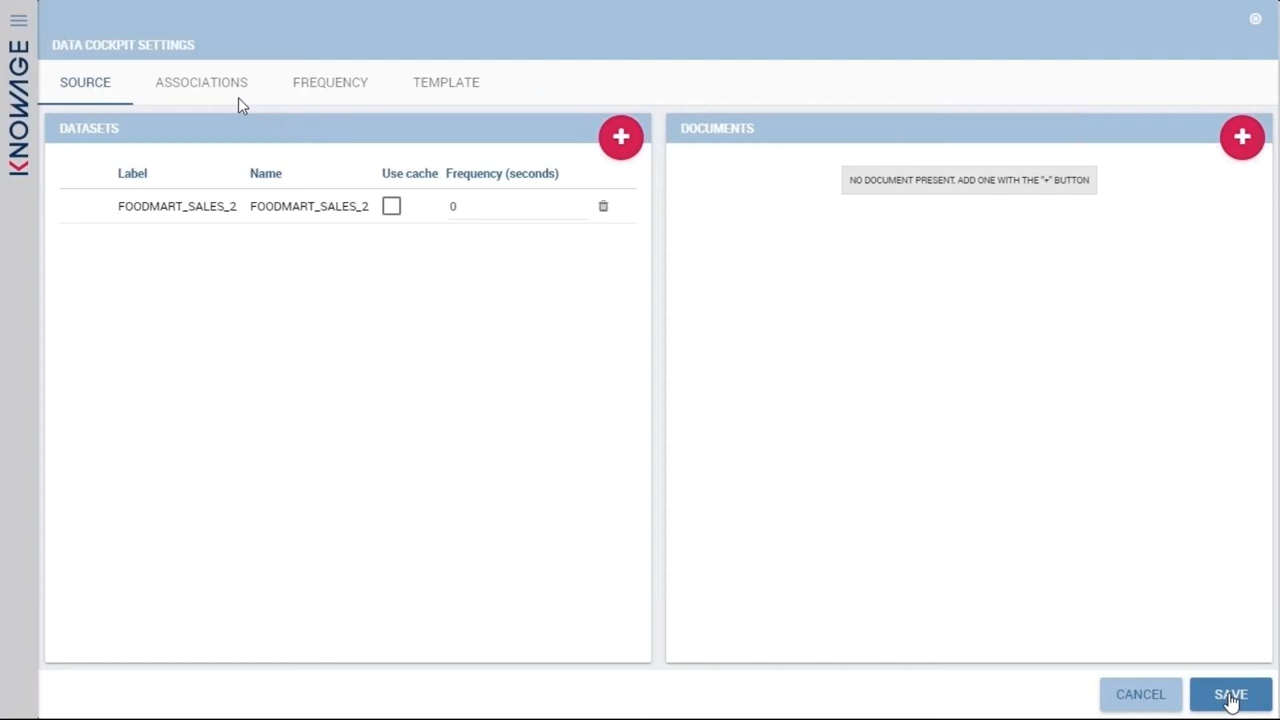 KNOWAGE
DATA COCKPIT SETTINGS
SOURCE ASSOCIATIONS FREQUENCY TEMPLATE
DATASETS
Label Name Use cache Frequency (seconds)
FOODMART_SALES_2 FOODMART_SALES_2 0
DOCUMENTS
NO DOCUMENT PRESENT, ADD ONE WITH THE "+" BUTTON
CANCEL SAVE